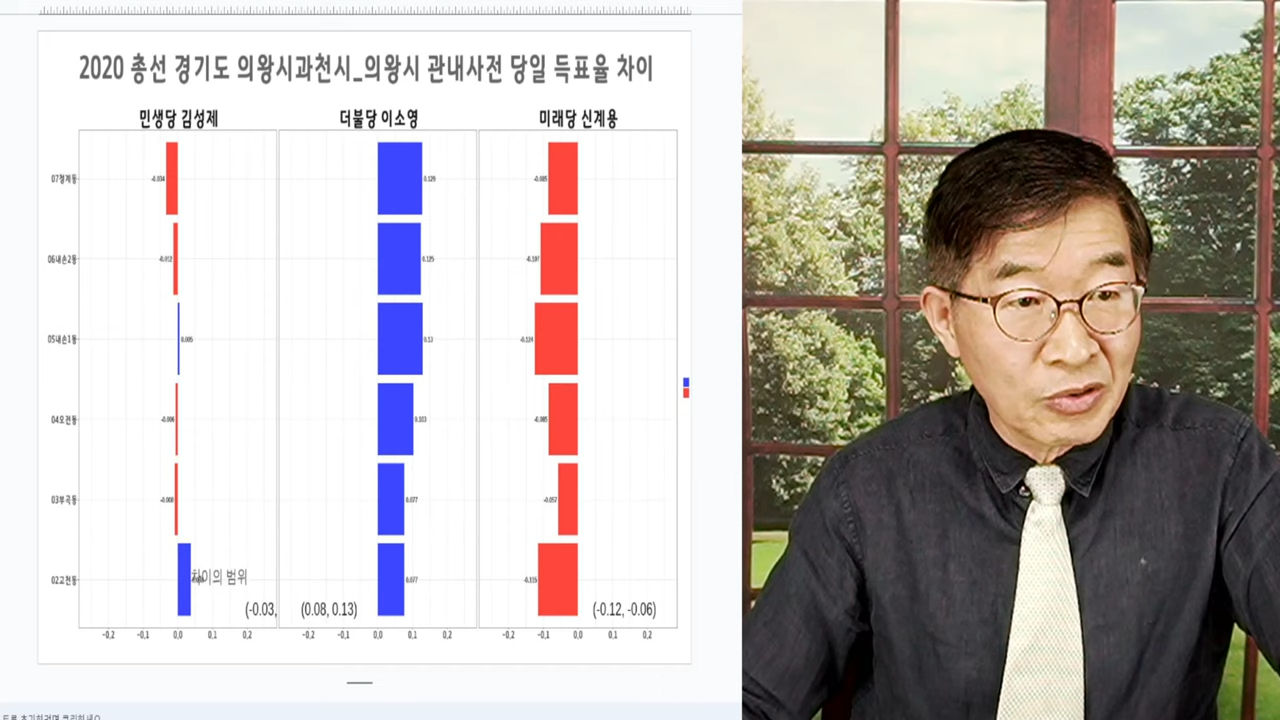 2020 총선 경기도 의왕시과천시_의왕시 관내사전 당일 득표율 차이
민생당 김성제
더불당 이소영
미래당 신계용
07청계동
-0.034
0.129
-0.085
06내손2동
-0.012
0.125
-0.107
05내손1동
0.005
0.13
-0.124
04오전동
-0.006
0.103
-0.085
03부곡동
-0.008
0.077
-0.057
02고천동
차이의 범위
0.077
-0.115
(-0.03,
(0.08, 0.13)
(-0.12, -0.06)
-0.2 -0.1 0.0 0.1 0.2
-0.2 -0.1 0.0 0.1 0.2
-0.2 -0.1 0.0 0.1 0.2